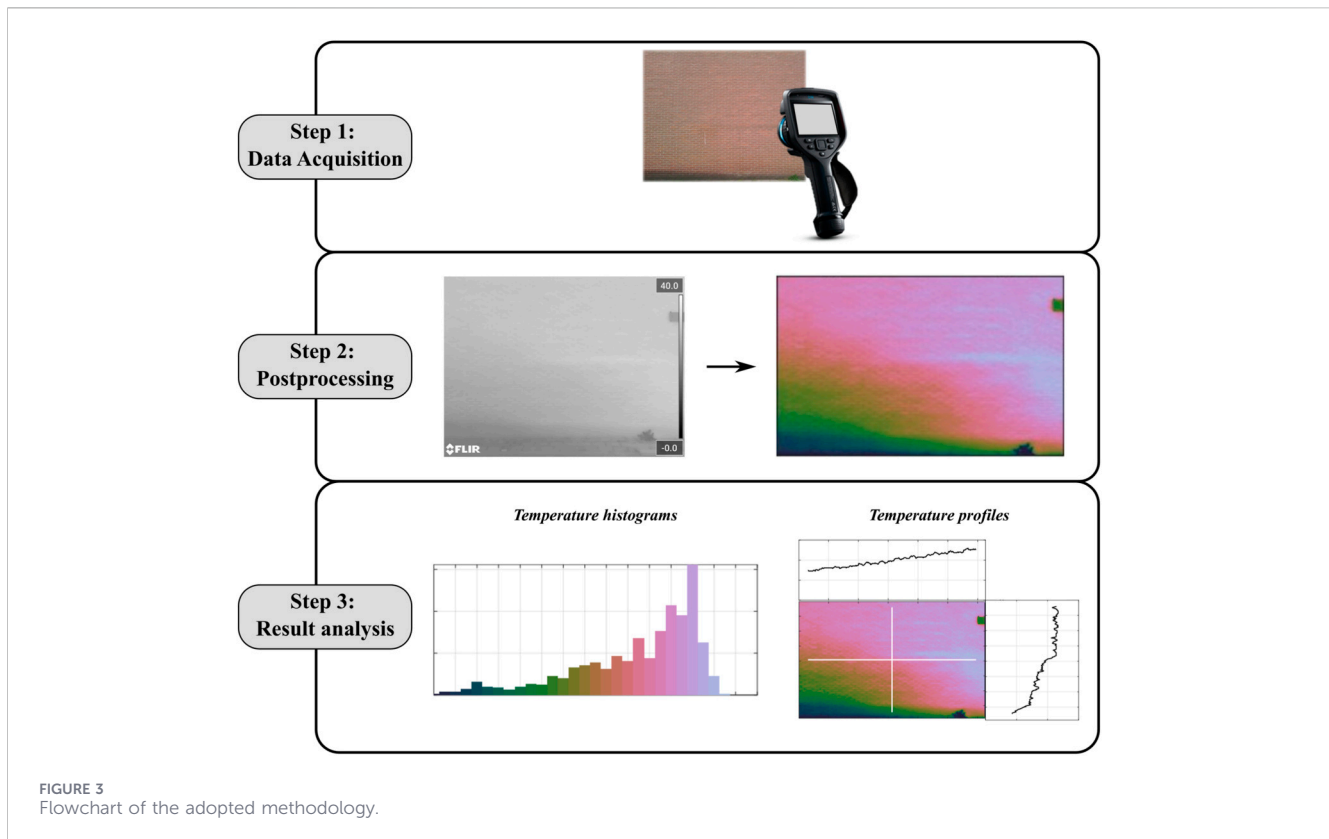 Step 1:
Data Acquisition
Step 2:
Postprocessing
40.0
FLIR
-0.0
Step 3:
Result analysis
Temperature histograms
Temperature profiles
FIGURE 3
Flowchart of the adopted methodology.